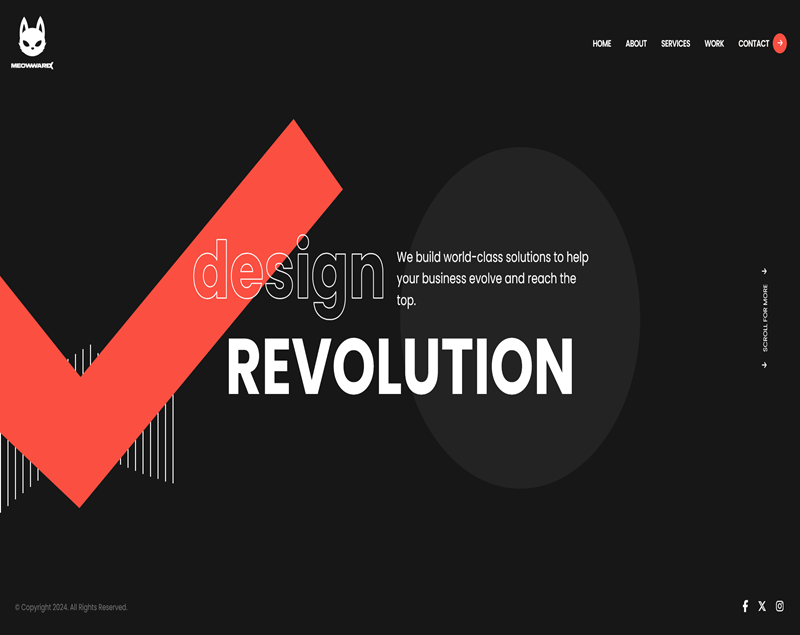 MEOWWAREX
HOME ABOUT SERVICES WORK CONTACT
design
We build world-class solutions to help
your business evolve and reach the
top.
REVOLUTION
SCROLL FOR MORE
© Copyright 2024. All Rights Reserved.